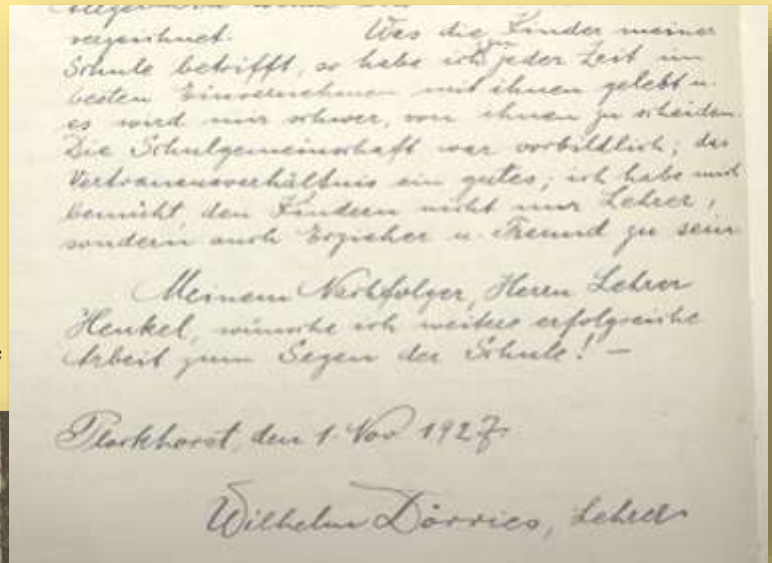 verzeichnet. Was die Kinder meiner
Schule betrifft, so habe ich jeder Zeit im
besten Einvernehmen mit ihnen gelebt u.
es wird mir schwer, von ihnen zu scheiden.
Die Schulgemeinschaft war vorbildlich; das
Vertrauensverhältnis ein gutes; ich habe mich
bemüht, den Kindern nicht nur Lehrer,
sondern auch Erzieher u. Freund zu sein
Meinem Nachfolger, Herrn Lehrer
Henkel, wünsche ich weitere erfolgreiche
Arbeit zum Segen der Schule! —
Plockhorst, den 1. Nov 1927
Wilhelm Dörries, Lehrer